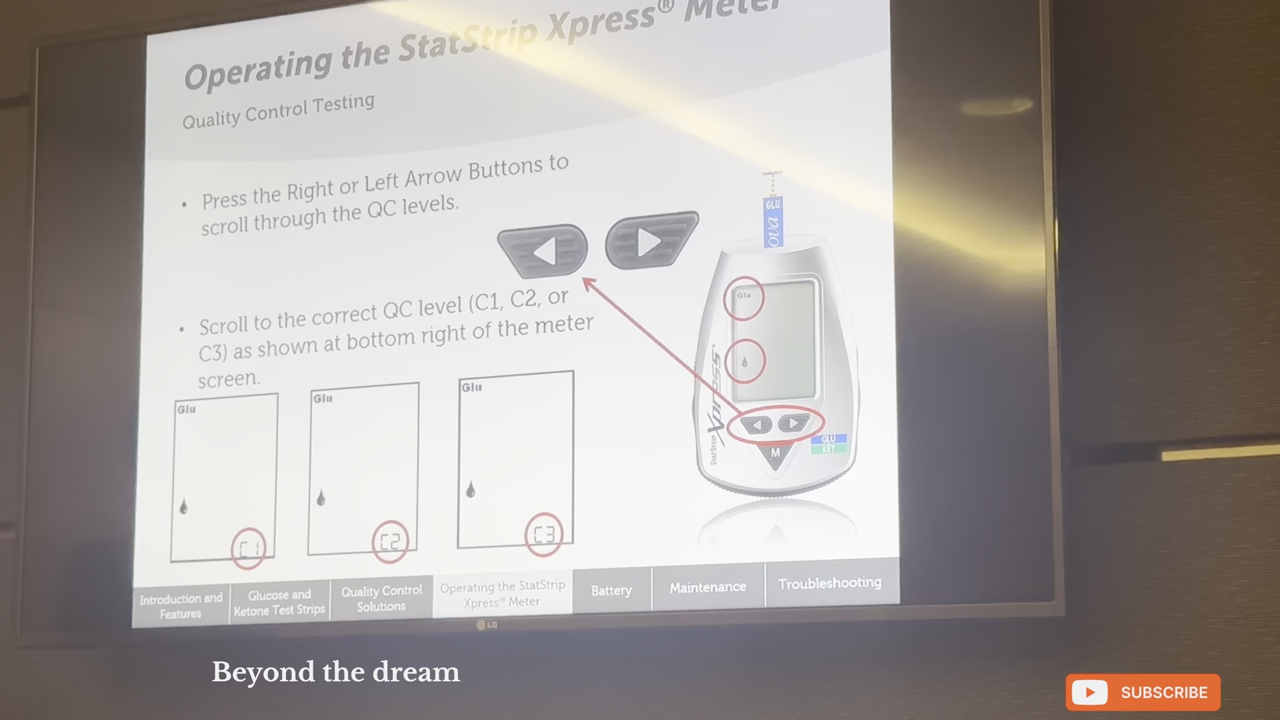 Operating the StatStrip Xpress® Meter
Quality Control Testing
• Press the Right or Left Arrow Buttons to
scroll through the QC levels.
• Scroll to the correct QC level (C1, C2, or
C3) as shown at bottom right of the meter
screen.
Glu
C1
Glu
C2
Glu
C3
GLU
ova
Glu
StatStrip Xpress®
M
GLU
KET
Introduction and
Features
Glucose and
Ketone Test Strips
Quality Control
Solutions
Operating the StatStrip
Xpress® Meter
Battery
Maintenance
Troubleshooting
LG
Beyond the dream
SUBSCRIBE